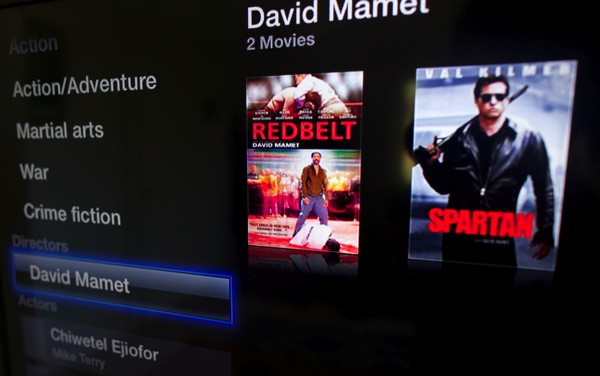 Action
Action/Adventure
Martial arts
War
Crime fiction
Directors
David Mamet
Actors
Chiwetel Ejiofor
Mike Terry
David Mamet
2 Movies
REDBELT
DAVID MAMET
VAL KILMER
SPARTAN